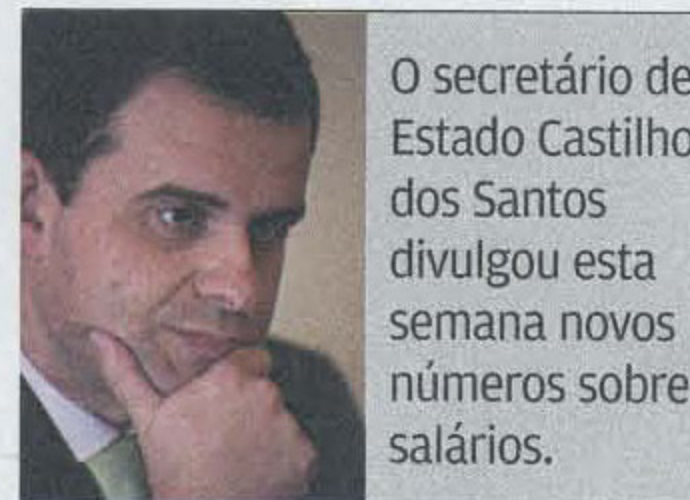 O secretário de
Estado Castilho
dos Santos
divulgou esta
semana novos
números sobre
salários.